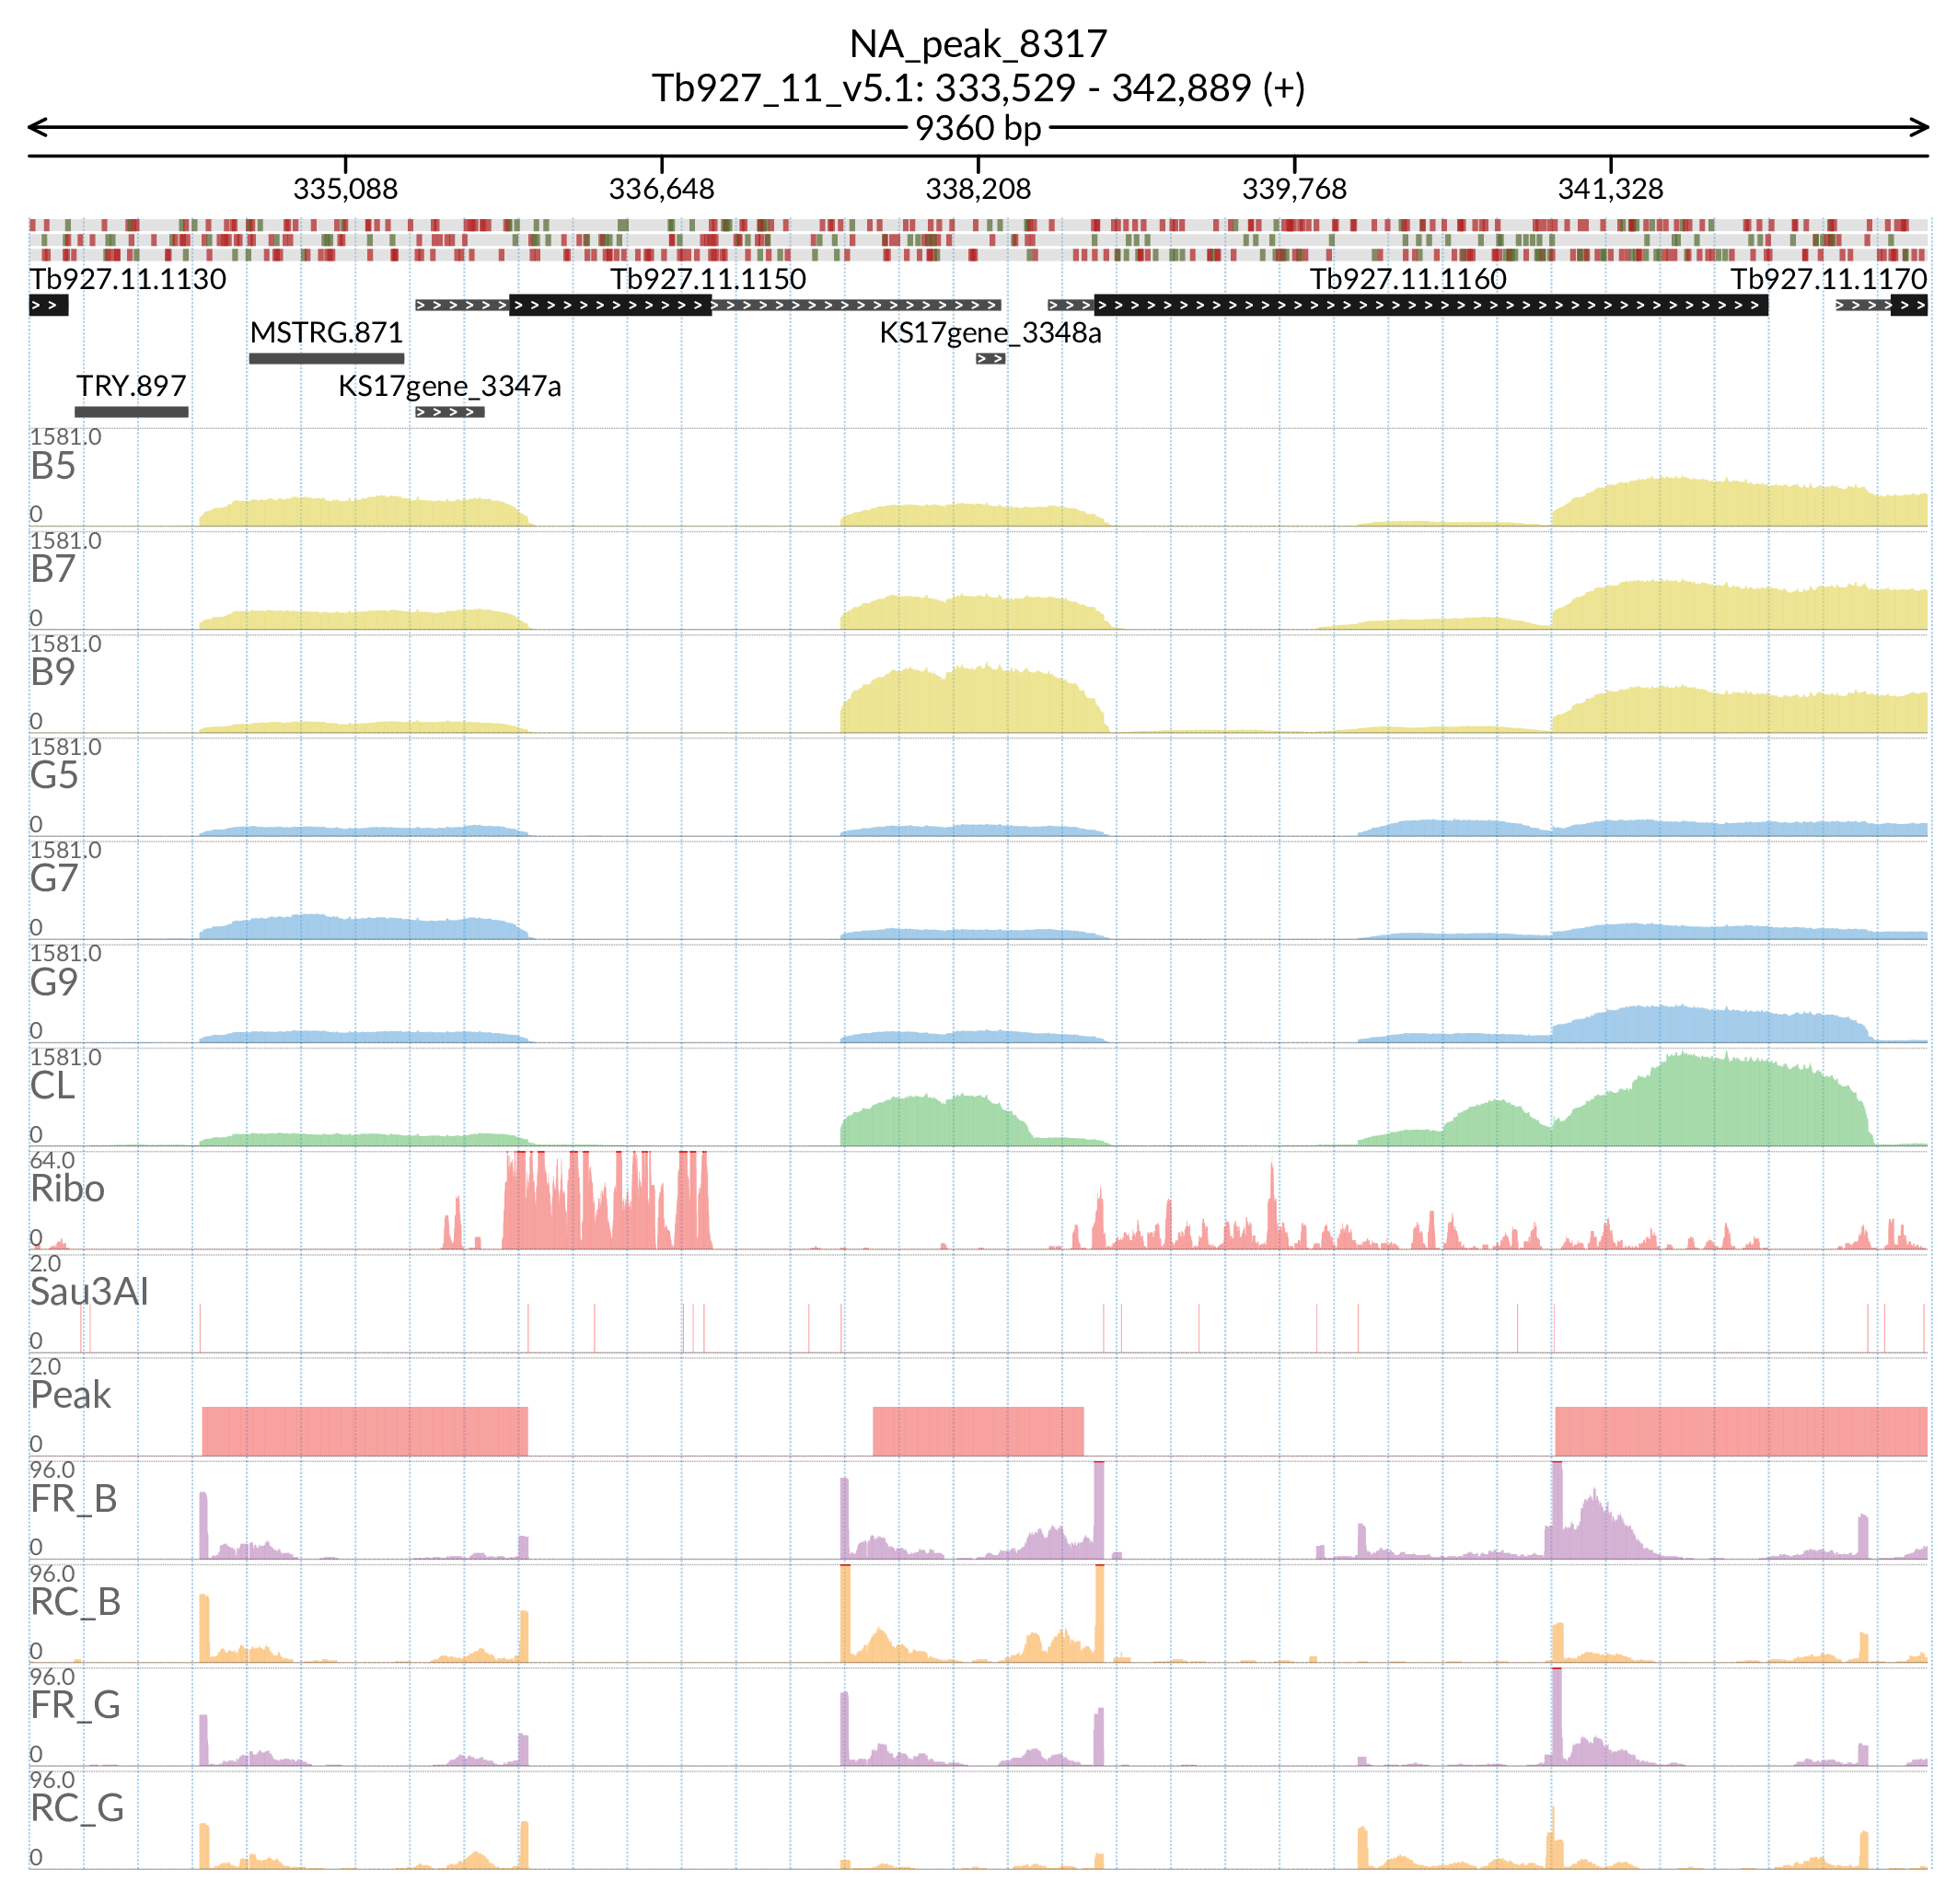 NA_peak_8317
Tb927_11_v5.1: 333,529 - 342,889 (+)
9360 bp
335,088 336,648 338,208 339,768 341,328
Tb927.11.1130 Tb927.11.1150 Tb927.11.1160 Tb927.11.1170
MSTRG.871 KS17gene_3348a
TRY.897 KS17gene_3347a
1581.0
B5
0
1581.0
B7
0
1581.0
B9
0
1581.0
G5
0
1581.0
G7
0
1581.0
G9
0
1581.0
CL
0
64.0
Ribo
0
2.0
Sau3AI
0
2.0
Peak
0
96.0
FR_B
0
96.0
RC_B
0
96.0
FR_G
0
96.0
RC_G
0